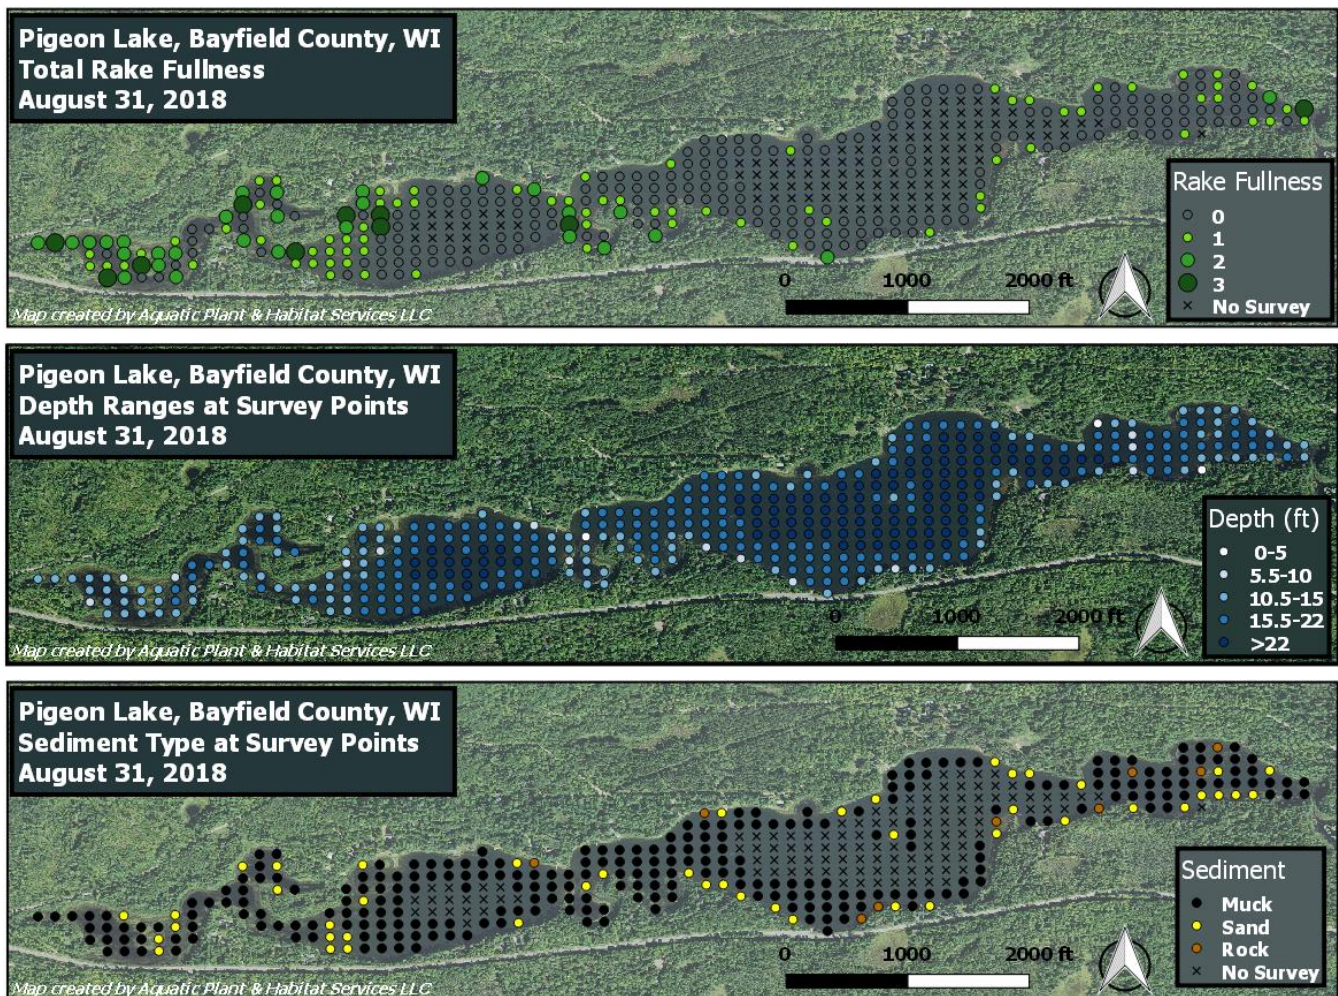 Pigeon Lake, Bayfield County, WI
Total Rake Fullness
August 31, 2018
Rake Fullness
0
1
2
3
No Survey
0 1000 2000 ft
Map created by Aquatic Plant & Habitat Services LLC
Pigeon Lake, Bayfield County, WI
Depth Ranges at Survey Points
August 31, 2018
Depth (ft)
0-5
5.5-10
10.5-15
15.5-22
>22
0 1000 2000 ft
Map created by Aquatic Plant & Habitat Services LLC
Pigeon Lake, Bayfield County, WI
Sediment Type at Survey Points
August 31, 2018
Sediment
Muck
Sand
Rock
No Survey
0 1000 2000 ft
Map created by Aquatic Plant & Habitat Services LLC